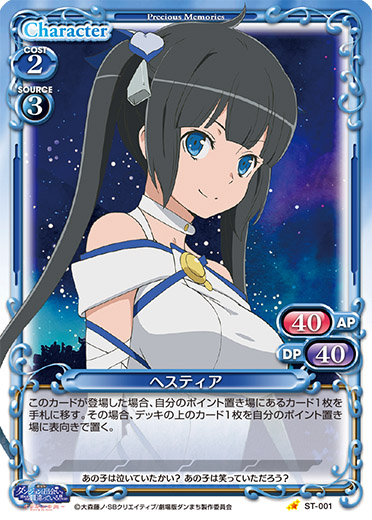 Precious Memories
Character
COST
2
SOURCE
3
40 AP
DP 40
ヘスティア
このカードが登場した場合、自分のポイント置き場にあるカード1枚を
手札に移す。その場合、デッキの上のカード1枚を自分のポイント置き
場に表向きで置く。
あの子は泣いていたかい？ あの子は笑っていただろう？
©大森藤ノ・SBクリエイティブ/劇場版ダンまち製作委員会
ST-001